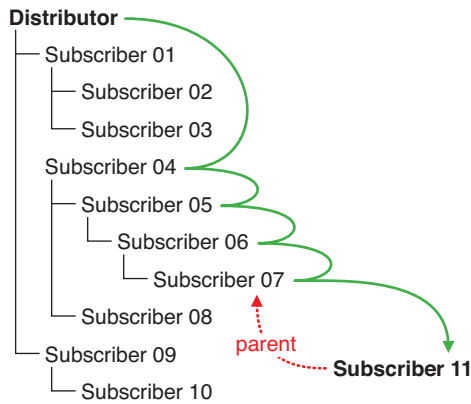 Distributor
Subscriber 01
Subscriber 02
Subscriber 03
Subscriber 04
Subscriber 05
Subscriber 06
Subscriber 07
Subscriber 08
parent
Subscriber 09
Subscriber 11
Subscriber 10